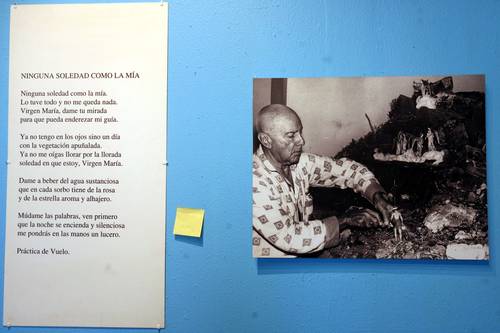 NINGUNA SOLEDAD COMO LA MÍA
Ninguna soledad como la mía.
Lo tuve todo y no me queda nada.
Virgen María, dame tu mirada
para que pueda enderezar mi guía.
Ya no tengo en los ojos sino un día
con la vegetación apuñalada.
Ya no me oigas llorar por la llorada
soledad en que estoy, Virgen María.
Dame a beber del agua sustanciosa
que en cada sorbo tiene de la rosa
y de la estrella aroma y alhajero.
Múdame las palabras, ven primero
que la noche se encienda y silenciosa
me pondrás en las manos un lucero.
Práctica de Vuelo.